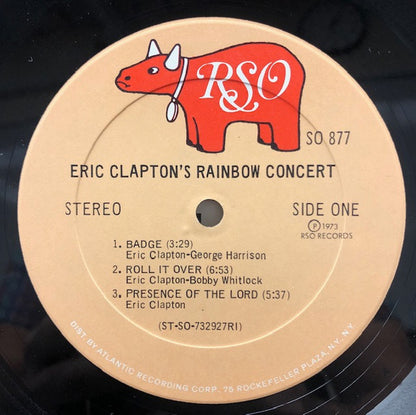 RSO
SO 877
ERIC CLAPTON'S RAINBOW CONCERT
STEREO
SIDE ONE
Ⓟ 1973
RSO RECORDS
1. BADGE (3:29)
Eric Clapton-George Harrison
2. ROLL IT OVER (6:53)
Eric Clapton-Bobby Whitlock
3. PRESENCE OF THE LORD (5:37)
Eric Clapton
(ST-SO-732927RI)
DIST. BY ATLANTIC RECORDING CORP., 75 ROCKEFELLER PLAZA, N.Y. N.Y.